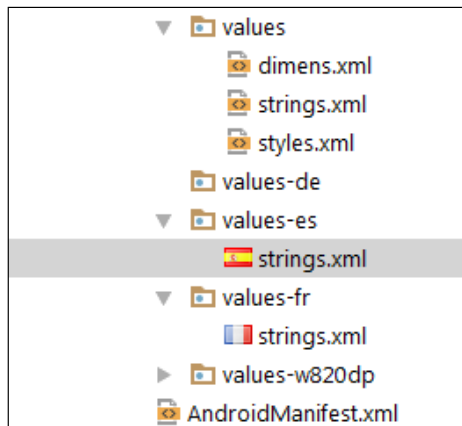 values
dimens.xml
strings.xml
styles.xml
values-de
values-es
strings.xml
values-fr
strings.xml
values-w820dp
AndroidManifest.xml